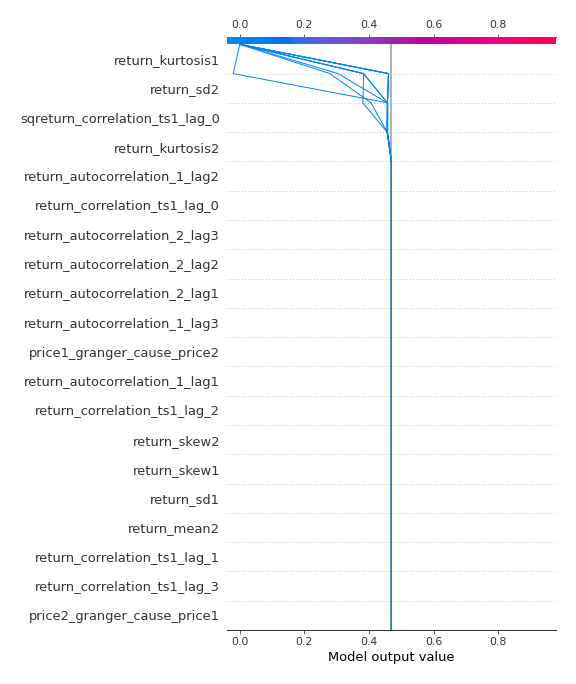 0.0 0.2 0.4 0.6 0.8
return_kurtosis1
return_sd2
sqreturn_correlation_ts1_lag_0
return_kurtosis2
return_autocorrelation_1_lag2
return_correlation_ts1_lag_0
return_autocorrelation_2_lag3
return_autocorrelation_2_lag2
return_autocorrelation_2_lag1
return_autocorrelation_1_lag3
price1_granger_cause_price2
return_autocorrelation_1_lag1
return_correlation_ts1_lag_2
return_skew2
return_skew1
return_sd1
return_mean2
return_correlation_ts1_lag_1
return_correlation_ts1_lag_3
price2_granger_cause_price1
0.0 0.2 0.4 0.6 0.8
Model output value